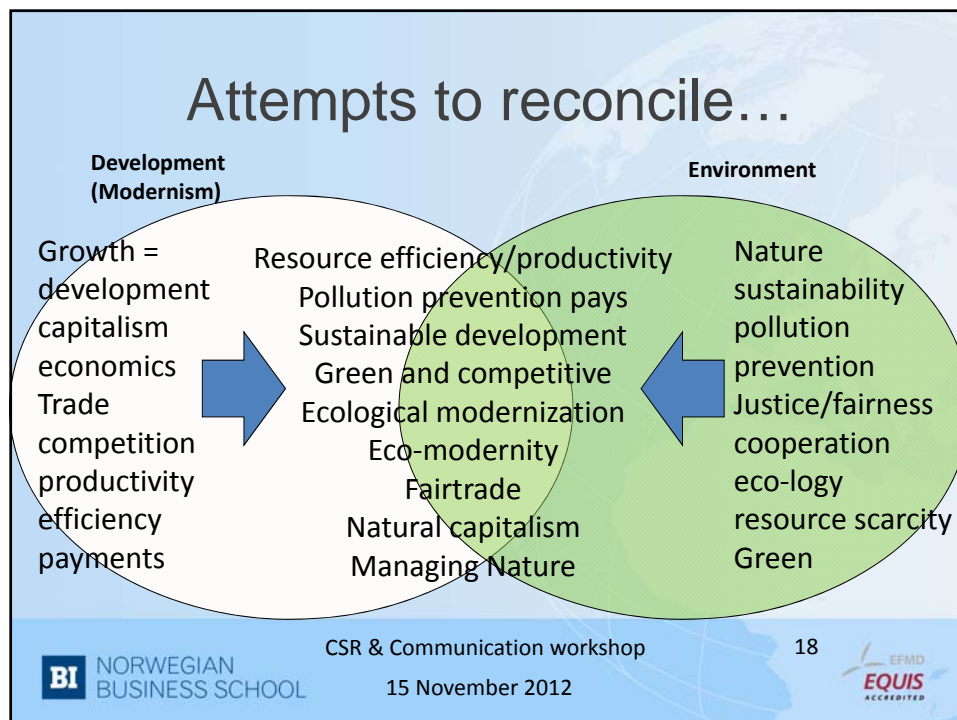 Attempts to reconcile…
Development
(Modernism)
Environment
Growth =
development
capitalism
economics
Trade
competition
productivity
efficiency
payments
Resource efficiency/productivity
Pollution prevention pays
Sustainable development
Green and competitive
Ecological modernization
Eco-modernity
Fairtrade
Natural capitalism
Managing Nature
Nature
sustainability
pollution
prevention
Justice/fairness
cooperation
eco-logy
resource scarcity
Green
BI NORWEGIAN
BUSINESS SCHOOL
CSR & Communication workshop
15 November 2012
18
EFMD
EQUIS
ACCREDITED